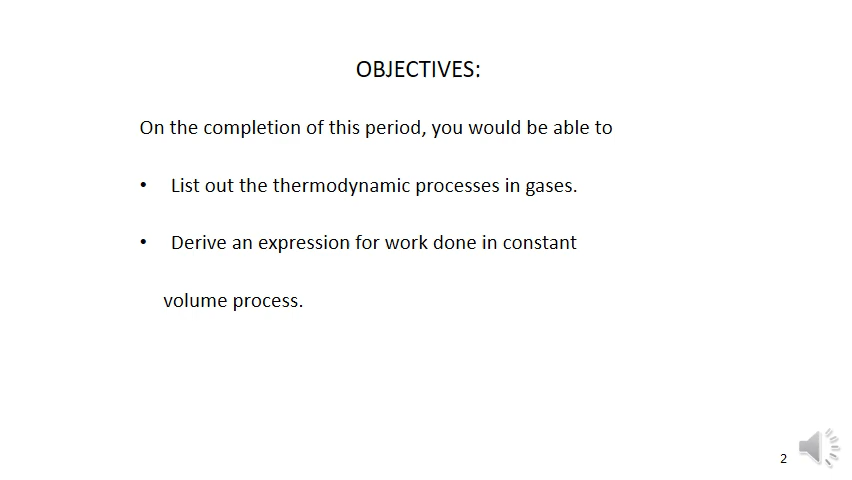 OBJECTIVES:
On the completion of this period, you would be able to
• List out the thermodynamic processes in gases.
• Derive an expression for work done in constant
volume process.
2